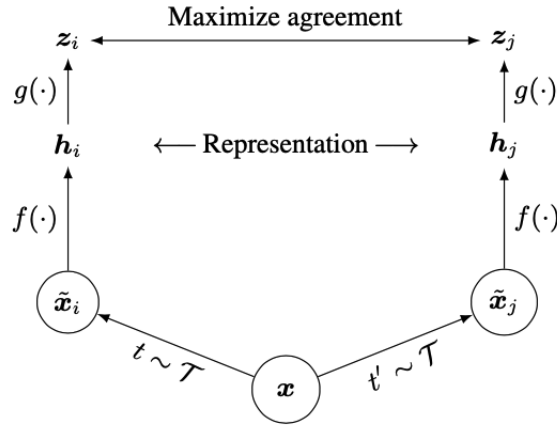 Maximize agreement
z_i z_j
g(·) g(·)
h_i ← Representation → h_j
f(·) f(·)
x̃_i x̃_j
t ∼ 𝒯 t′ ∼ 𝒯
x